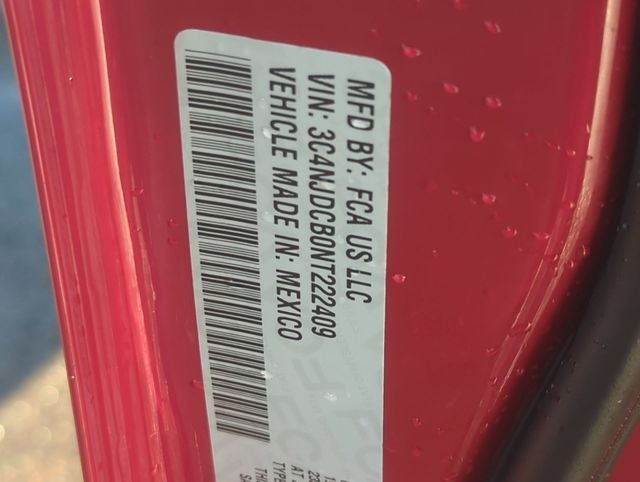 MFD BY: FCA US LLC
VIN: 3C4NJDCB0NT222409
VEHICLE MADE IN: MEXICO